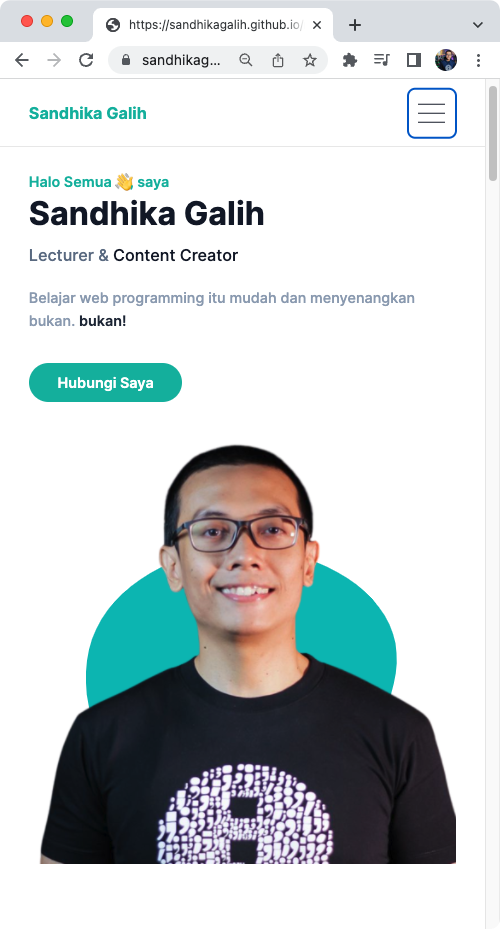 https://sandhikagalih.github.io/
sandhikag...
Sandhika Galih
Halo Semua 👋 saya
Sandhika Galih
Lecturer & Content Creator
Belajar web programming itu mudah dan menyenangkan
bukan. bukan!
Hubungi Saya